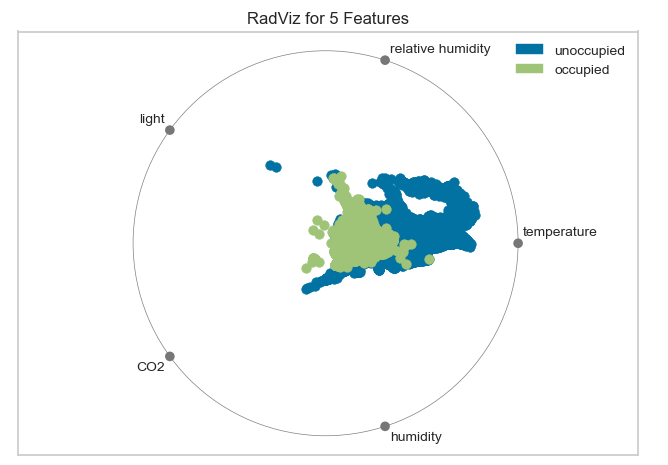 RadViz for 5 Features
relative humidity
unoccupied
occupied
light
temperature
CO2
humidity